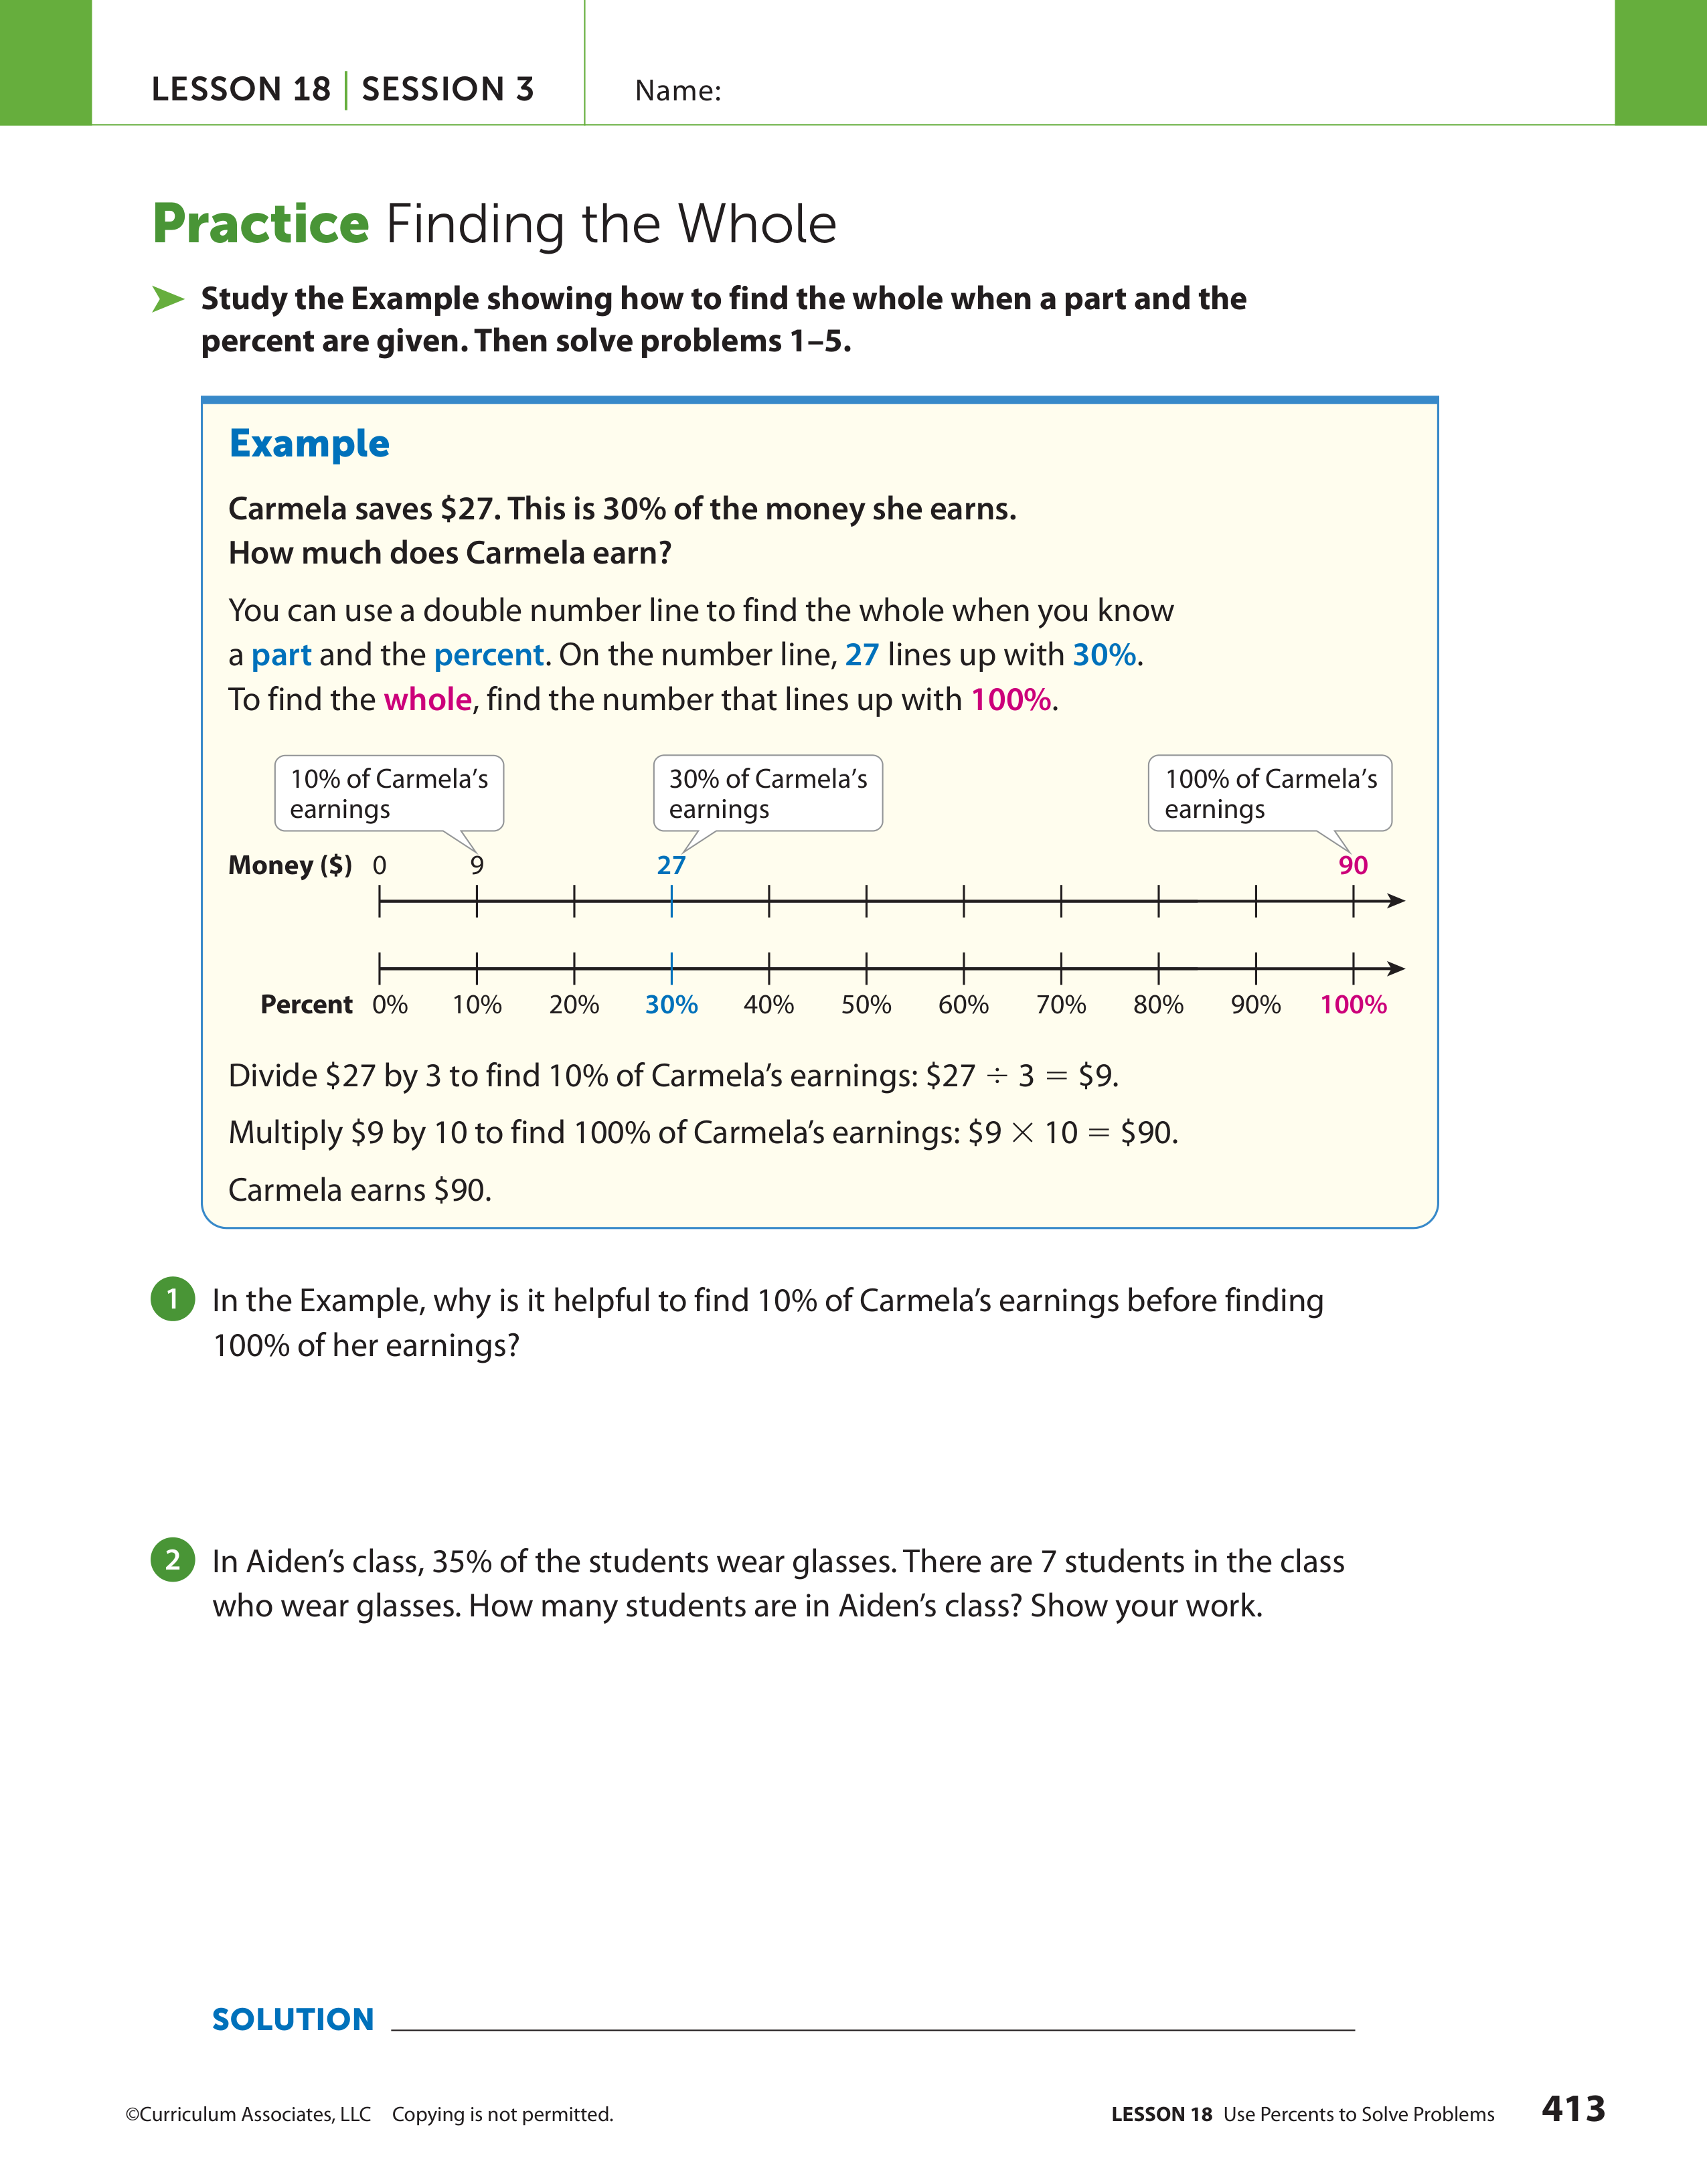 LESSON 18 | SESSION 3
Name:
Practice Finding the Whole
Study the Example showing how to find the whole when a part and the
percent are given. Then solve problems 1–5.
Example
Carmela saves $27. This is 30% of the money she earns.
How much does Carmela earn?
You can use a double number line to find the whole when you know
a part and the percent. On the number line, 27 lines up with 30%.
To find the whole, find the number that lines up with 100%.
10% of Carmela’s
earnings
30% of Carmela’s
earnings
100% of Carmela’s
earnings
Money ($) 0 9 27 90
Percent 0% 10% 20% 30% 40% 50% 60% 70% 80% 90% 100%
Divide $27 by 3 to find 10% of Carmela’s earnings: $27 ÷ 3 = $9.
Multiply $9 by 10 to find 100% of Carmela’s earnings: $9 × 10 = $90.
Carmela earns $90.
1 In the Example, why is it helpful to find 10% of Carmela’s earnings before finding
100% of her earnings?
2 In Aiden’s class, 35% of the students wear glasses. There are 7 students in the class
who wear glasses. How many students are in Aiden’s class? Show your work.
SOLUTION
©Curriculum Associates, LLC Copying is not permitted.
LESSON 18 Use Percents to Solve Problems 413